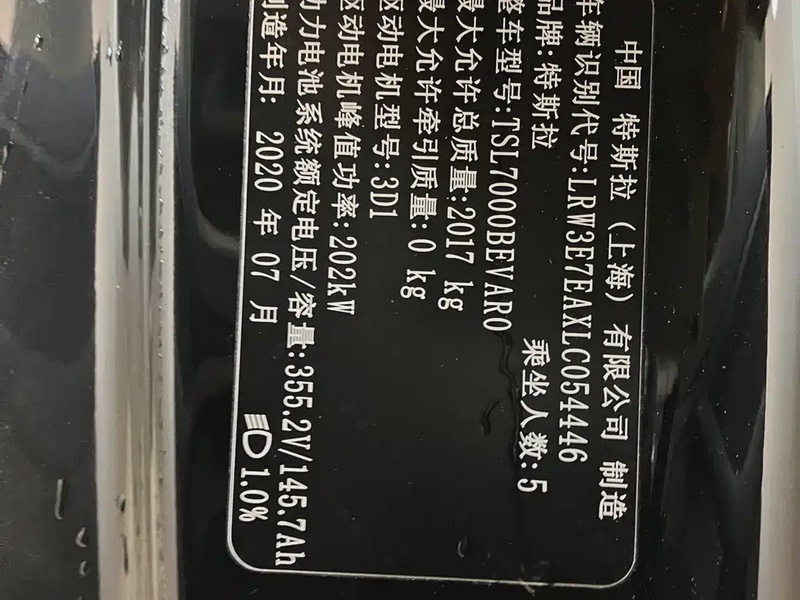 中国 特斯拉（上海）有限公司 制造
车辆识别代号:LRW3E7EAXLC054446
品牌:特斯拉 乘坐人数:5
整车型号:TSL7000BEVAR0
最大允许总质量:2017 kg
最大允许牵引质量:0 kg
驱动电机型号:3D1
驱动电机峰值功率:202kW
动力电池系统额定电压/容量:355.2V/145.7Ah
制造年月: 2020 年 07 月
1.0%